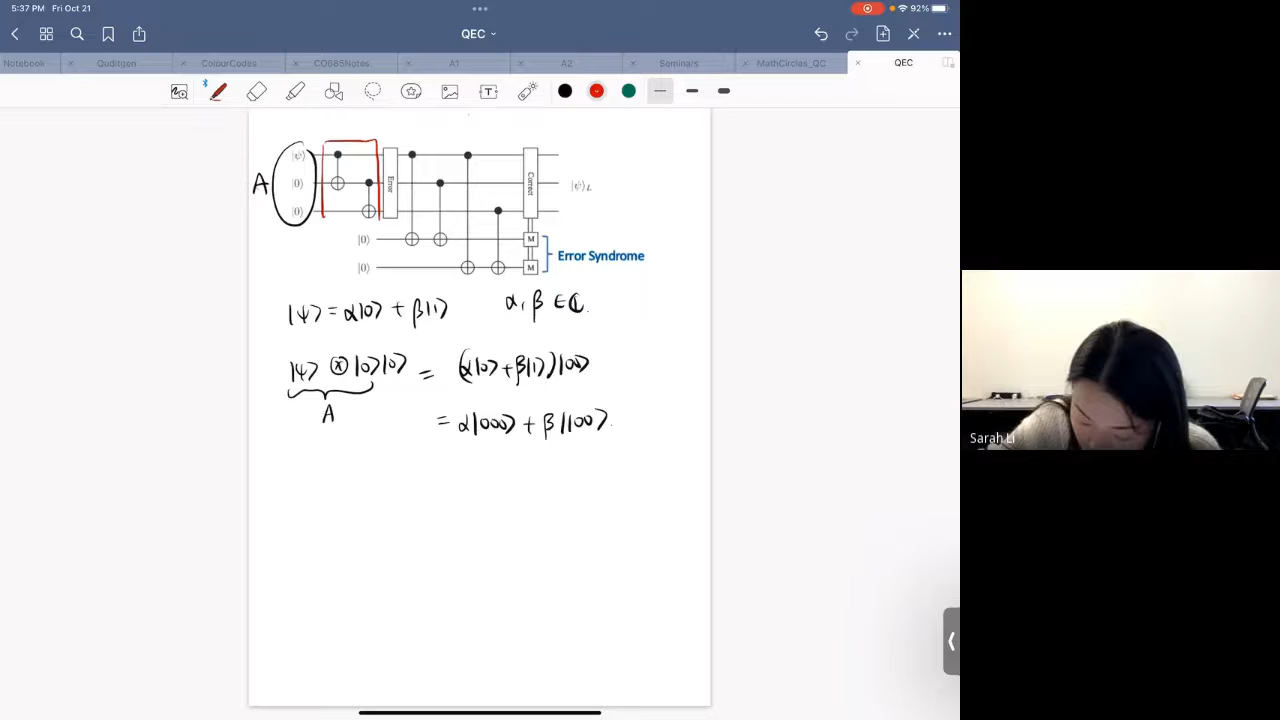 5:37 PM Fri Oct 21
92%
QEC
Notebook
Quditgen
ColourCodes
CO685Notes
A1
A2
Seminars
MathCircles_QC
QEC
A
|ψ⟩
|0⟩
|0⟩
Error
Correct
|ψ⟩L
|0⟩
M
|0⟩
M
Error Syndrome
|ψ⟩ = α|0⟩ + β|1⟩ α, β ∈ ℂ.
|ψ⟩ ⊗ |0⟩|0⟩ = (α|0⟩ + β|1⟩)|00⟩
A
= α|000⟩ + β|100⟩.
Sarah Li